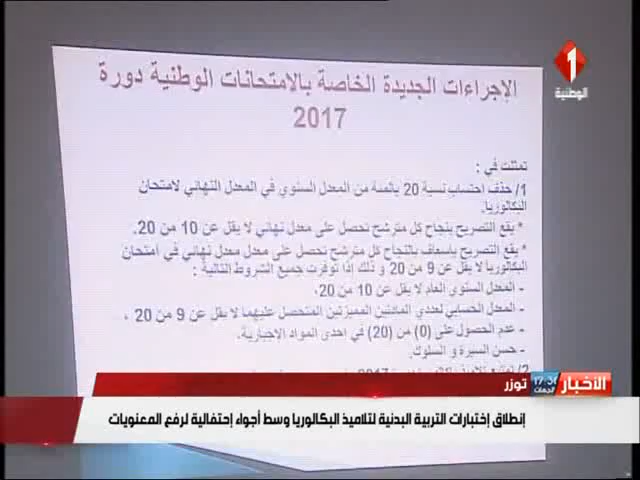 الوطنية
الإجراءات الجديدة الخاصة بالامتحانات الوطنية دورة
2017
تمثلت في :
1/ حذف احتساب نسبة 20 بالمئة من المعدل السنوي في المعدل النهائي لامتحان
البكالوريا.
* يقع التصريح بنجاح كل مترشح تحصل على معدل نهائي لا يقل عن 10 من 20.
* يقع التصريح باسعاف بالنجاح كل مترشح تحصل على معدل معدل نهائي في امتحان
البكالوريا لا يقل عن 9 من 20 و ذلك إذا توفرت جميع الشروط التالية :
- المعدل السنوي العام لا يقل عن 10 من 20،
- المعدل الحسابي لعددي المادتين المميزتين المتحصل عليهما لا يقل عن 9 من 20 ،
- عدم الحصول على (0) من (20) في احدى المواد الاجبارية،
- حسن السيرة و السلوك.
الأخبار
17:30
توزر
إنطلاق إختبارات التربية البدنية لتلاميذ البكالوريا وسط أجواء إحتفالية لرفع المعنويات